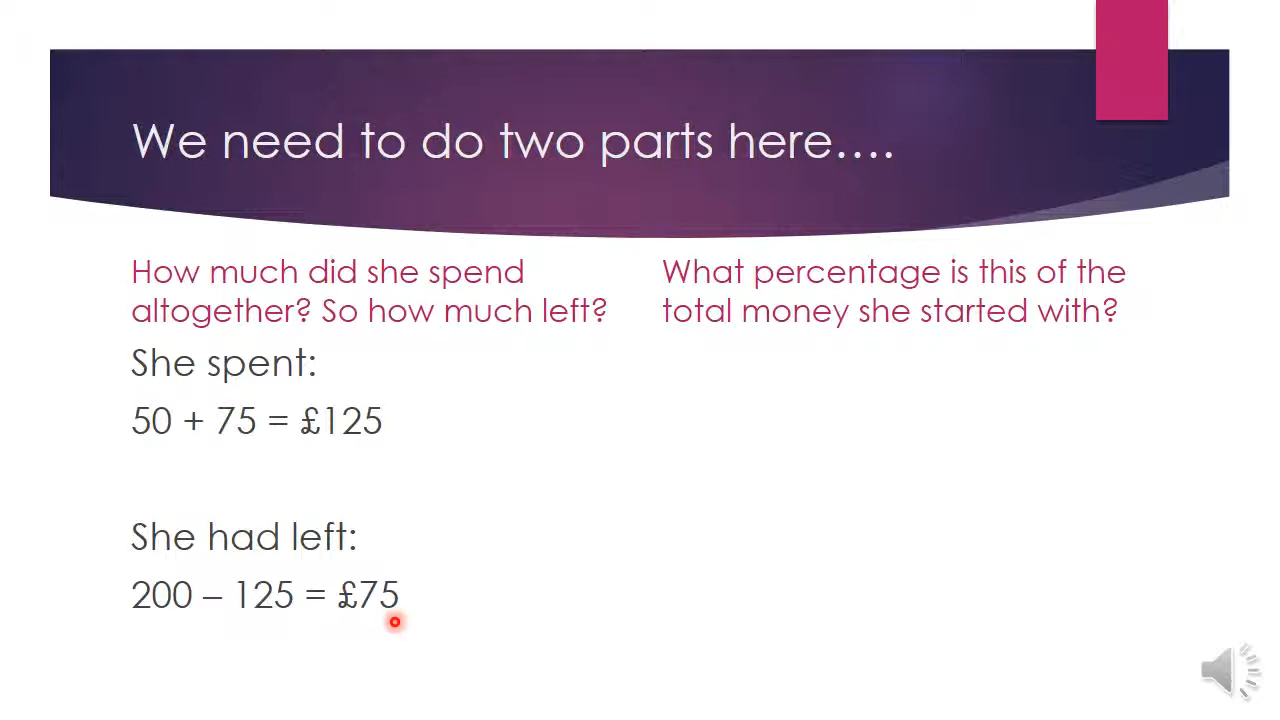 We need to do two parts here….
How much did she spend
altogether? So how much left?
She spent:
50 + 75 = £125
She had left:
200 – 125 = £75
What percentage is this of the
total money she started with?